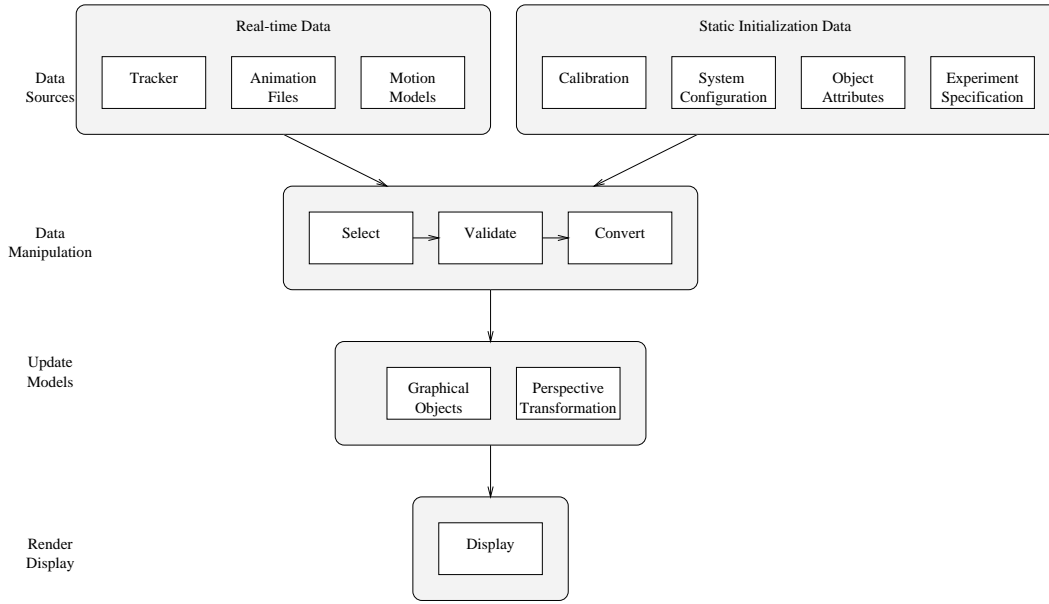 Real-time Data
Static Initialization Data
Data
Sources
Tracker
Animation
Files
Motion
Models
Calibration
System
Configuration
Object
Attributes
Experiment
Specification
Data
Manipulation
Select
Validate
Convert
Update
Models
Graphical
Objects
Perspective
Transformation
Render
Display
Display